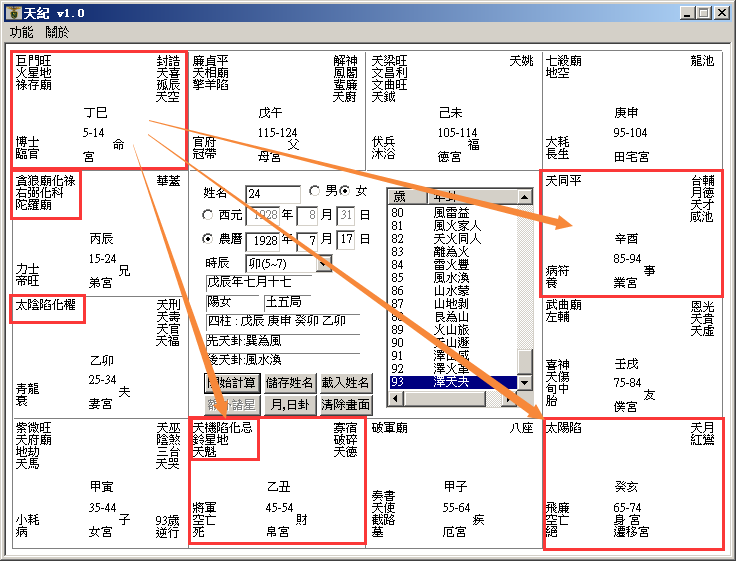 天紀 v1.0
功能 關於
巨門旺 封誥
火星地 天喜
祿存廟 孤辰
天空
丁巳
5-14
博士 命
臨官 宮
廉貞平 解神
天相廟 鳳閣
擎羊陷 蜚廉
天廚
戊午
115-124
官府 父
冠帶 母宮
天梁旺 天姚
文昌利
文曲旺
天鉞
己未
105-114
伏兵 福
沐浴 德宮
七殺廟 龍池
地空
庚申
95-104
大耗
長生 田宅宮
貪狼廟化祿 華蓋
右弼化科
陀羅廟
丙辰
15-24
力士 兄
帝旺 弟宮
姓名 24 男 女
西元 1928 年 8 月 31 日
農曆 1928 年 7 月 17 日
時辰 卯(5~7)
戊辰年七月十七
陽女 土五局
四柱 : 戊辰 庚申 癸卯 乙卯
先天卦:巽為風
後天卦:風水渙
開始計算 儲存姓名 載入姓名
月,日卦 清除畫面
歲 年卦
80 風雷益
81 風火家人
82 天火同人
83 離為火
84 雷火豐
85 風水渙
86 山水蒙
87 山地剝
88 艮為山
89 火山旅
90 天山遯
91 澤山咸
92 澤火革
93 澤天夬
天同平 台輔
月德
天才
咸池
辛酉
85-94
病符 事
養 業宮
太陰陷化權 天刑
天壽
天官
天福
乙卯
25-34
青龍 夫
衰 妻宮
武曲廟 恩光
左輔 天貴
天虛
壬戌
喜神
天傷 75-84
旬中 友
胎 僕宮
紫微旺 天巫
天府廟 陰煞
地劫 三台
天馬 天哭
甲寅
35-44
小耗 子 93歲
病 女宮 逆行
天機陷化忌 寡宿
鈴星地 破碎
天魁 天德
乙丑
將軍 45-54
空亡 財
死 帛宮
破軍廟 八座
甲子
奏書
天使 55-64
截路 疾
墓 厄宮
太陽陷 天月
紅鸞
癸亥
飛廉 65-74
空亡 身宮
絕 遷移宮